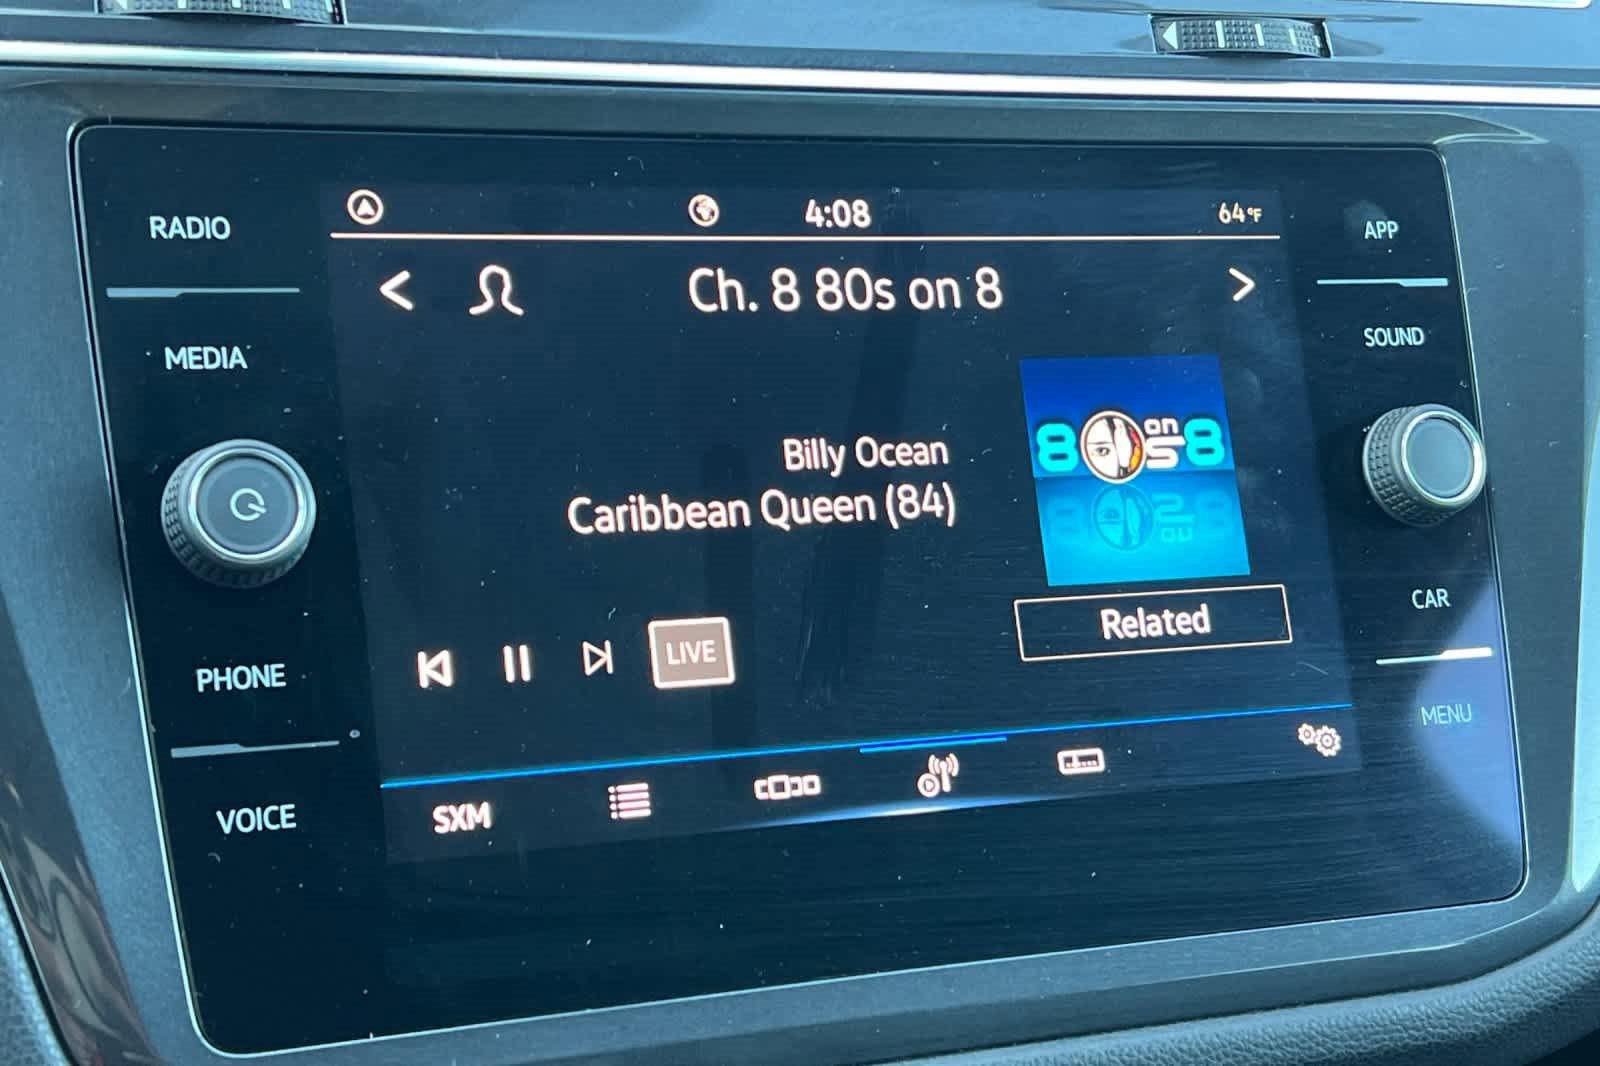 4:08
64°F
RADIO
APP
Ch. 8 80s on 8
MEDIA
SOUND
8 on 8
Billy Ocean
Caribbean Queen (84)
LIVE
Related
CAR
PHONE
MENU
SXM
VOICE